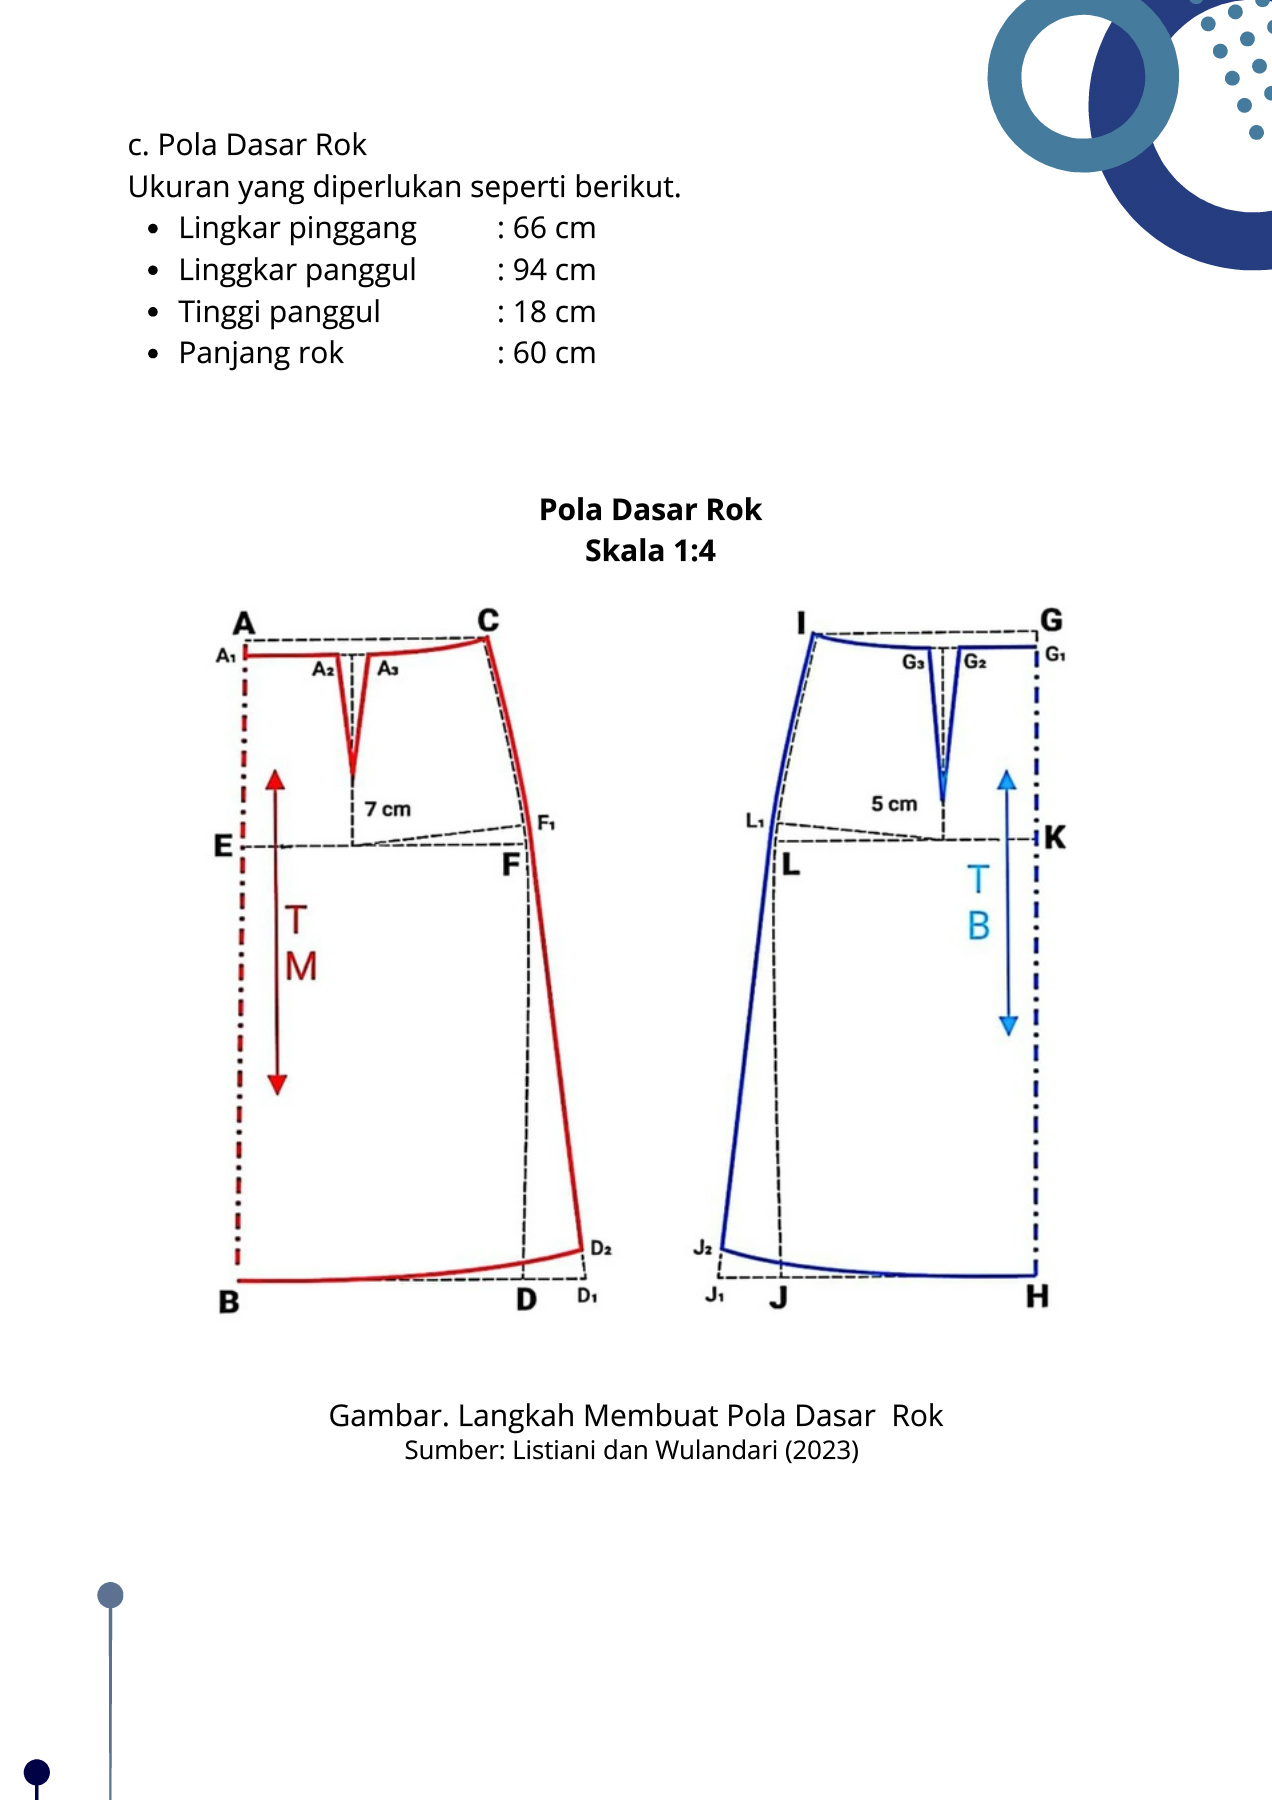 c. Pola Dasar Rok
Ukuran yang diperlukan seperti berikut.
• Lingkar pinggang : 66 cm
• Linggkar panggul : 94 cm
• Tinggi panggul : 18 cm
• Panjang rok : 60 cm
Pola Dasar Rok
Skala 1:4
A C I G
A₁ A₂ A₃ G₃ G₂ G₁
7 cm 5 cm
F₁ L₁
E F L K
T
M
T
B
D₂ J₂
B D D₁ J₁ J H
Gambar. Langkah Membuat Pola Dasar Rok
Sumber: Listiani dan Wulandari (2023)